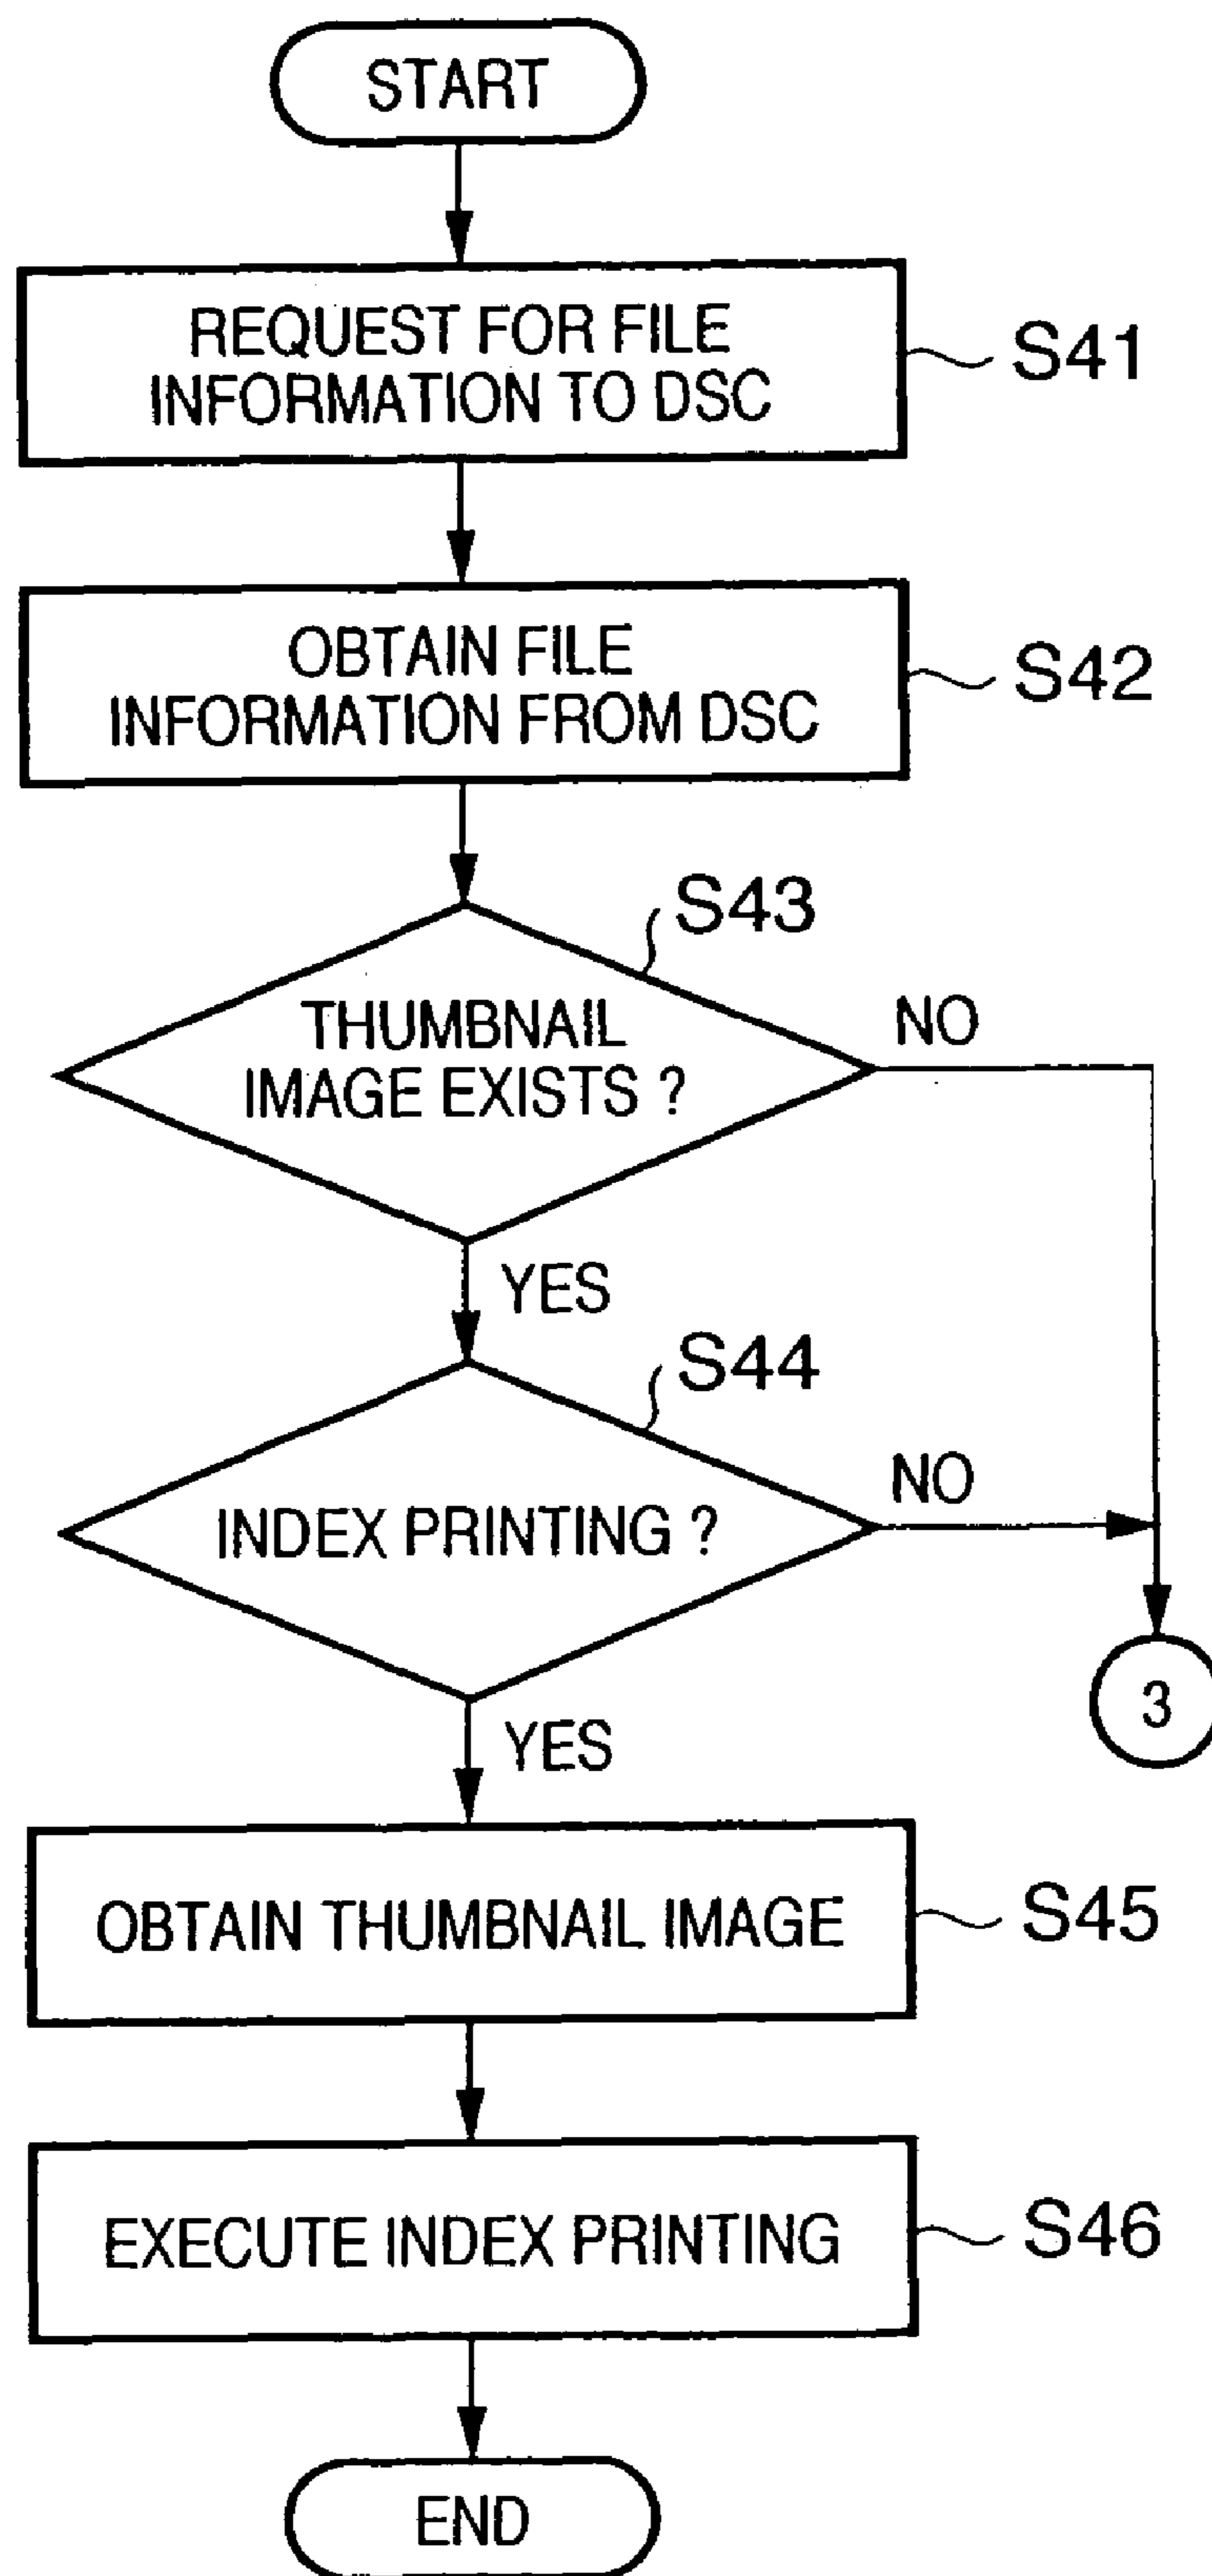 START
REQUEST FOR FILE
INFORMATION TO DSC
S41
OBTAIN FILE
INFORMATION FROM DSC
S42
S43
THUMBNAIL
IMAGE EXISTS ?
NO
YES
S44
INDEX PRINTING ?
NO
3
YES
OBTAIN THUMBNAIL IMAGE
S45
EXECUTE INDEX PRINTING
S46
END